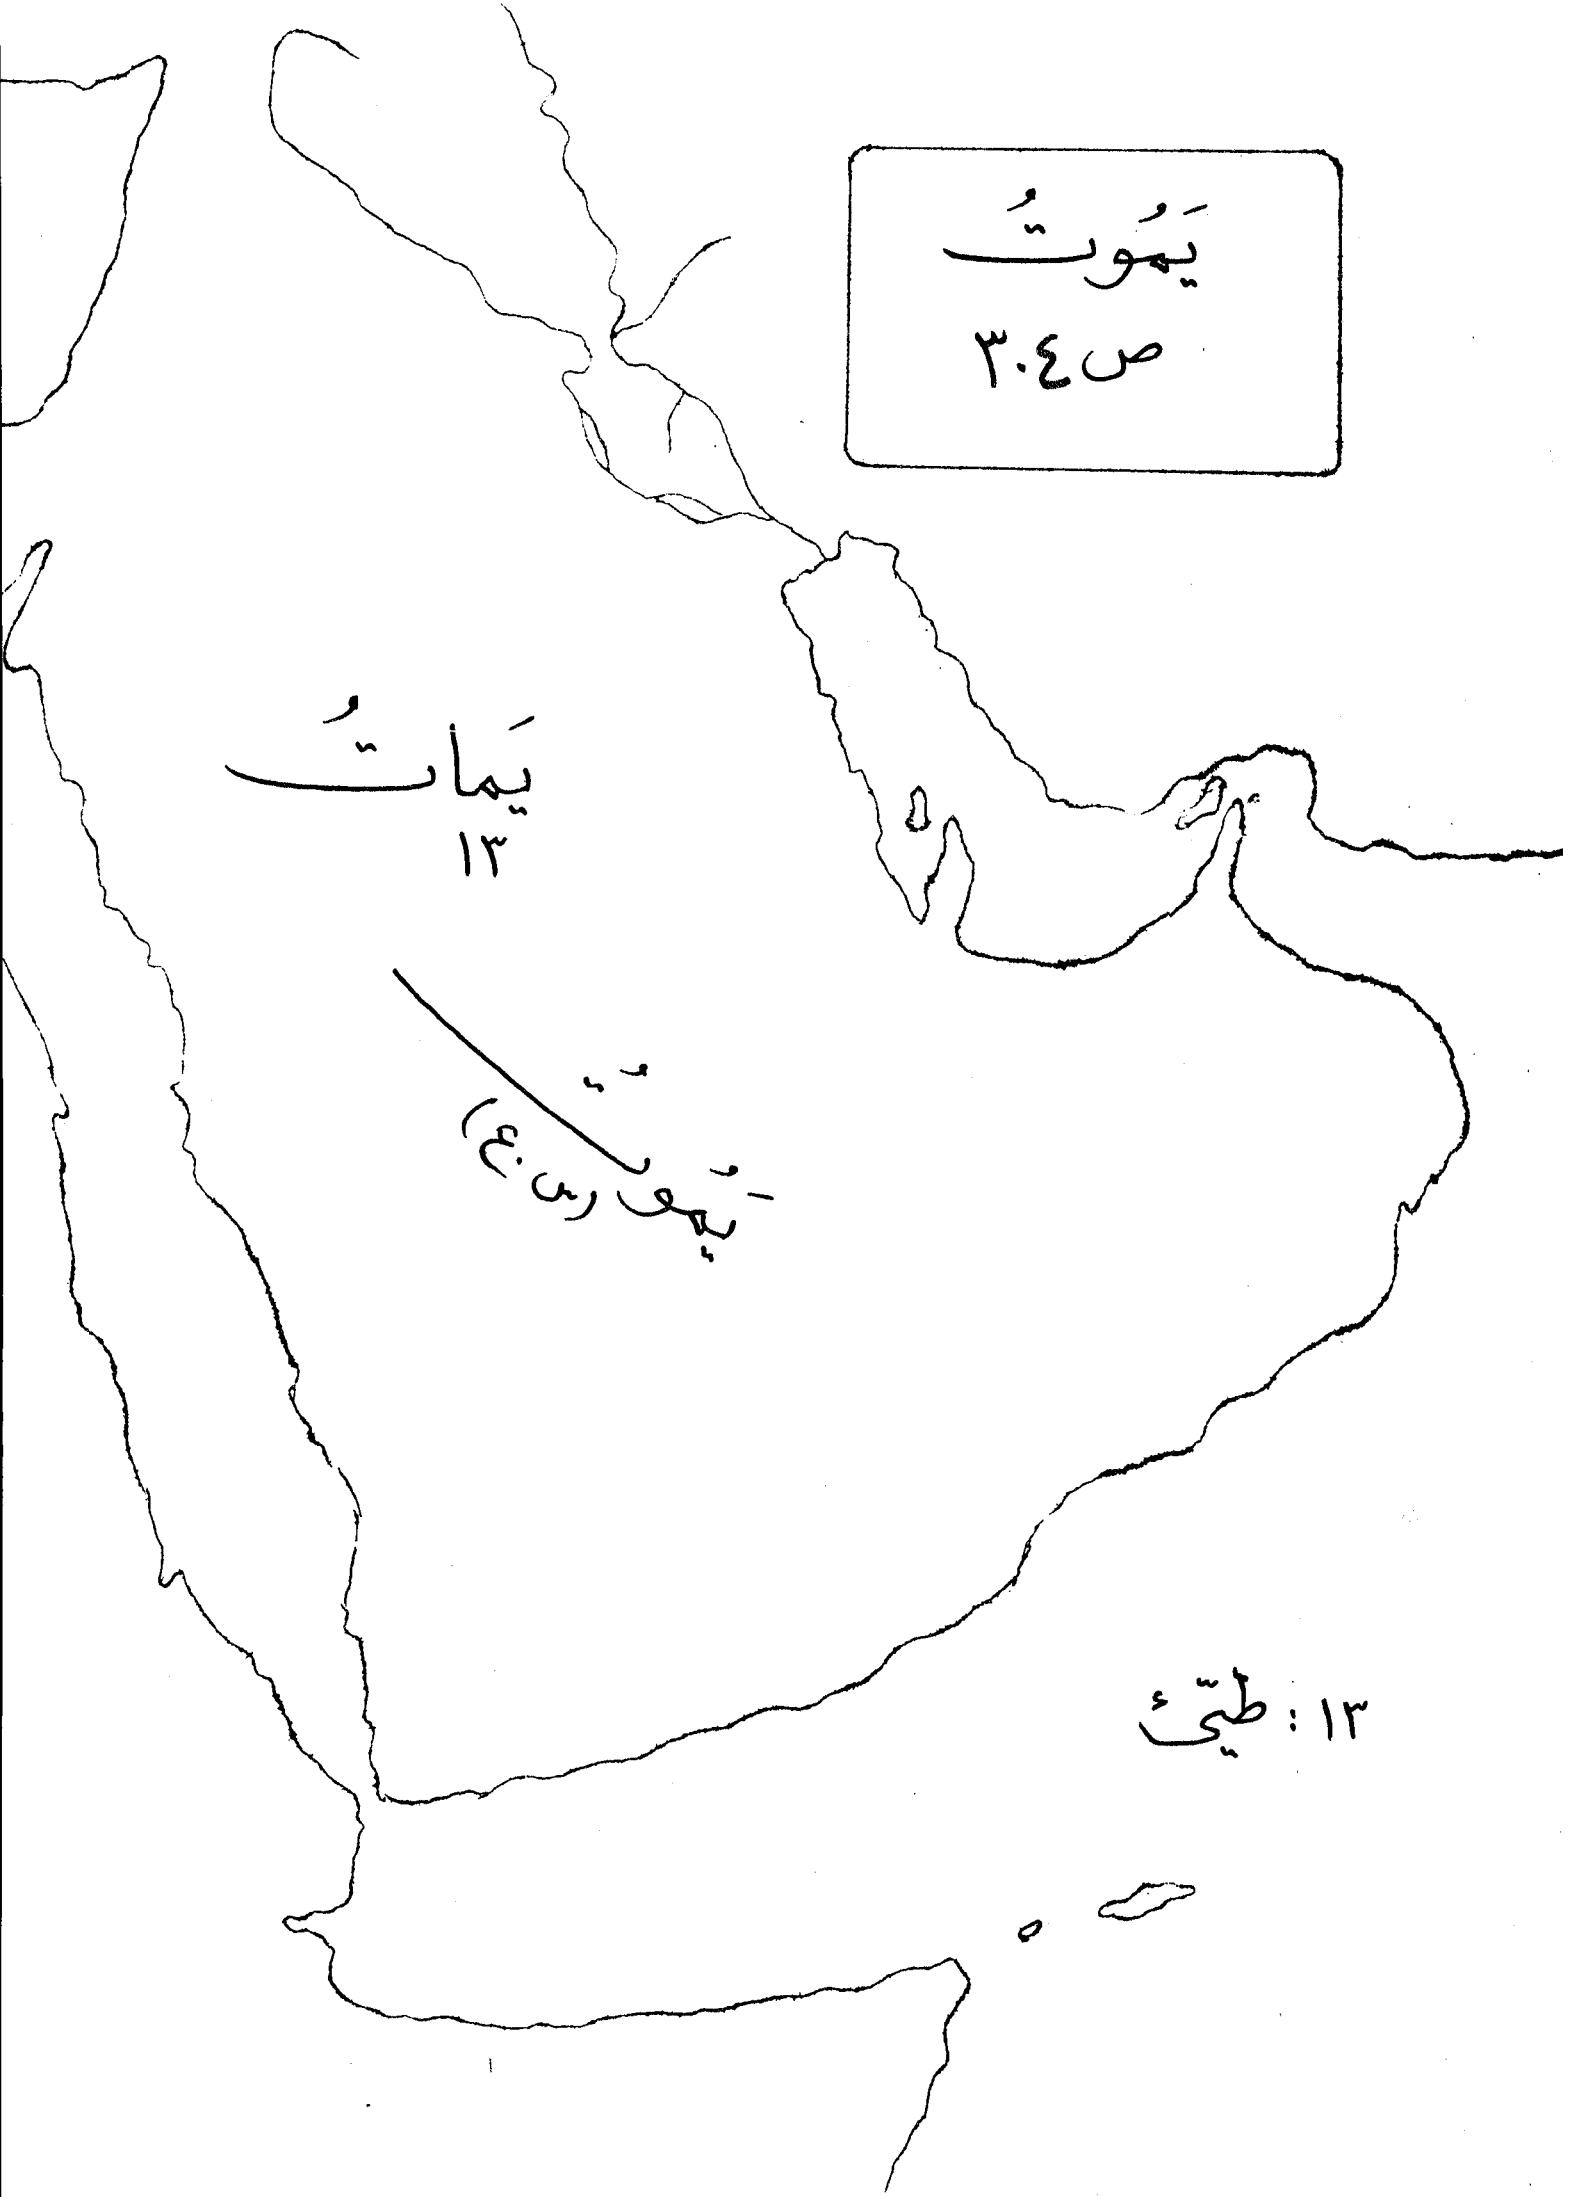 يَمُوتُ
ص ٣٠٤
يَماتُ
١٣
يَمُوتُ (س.ع)
١٣: طيّئ